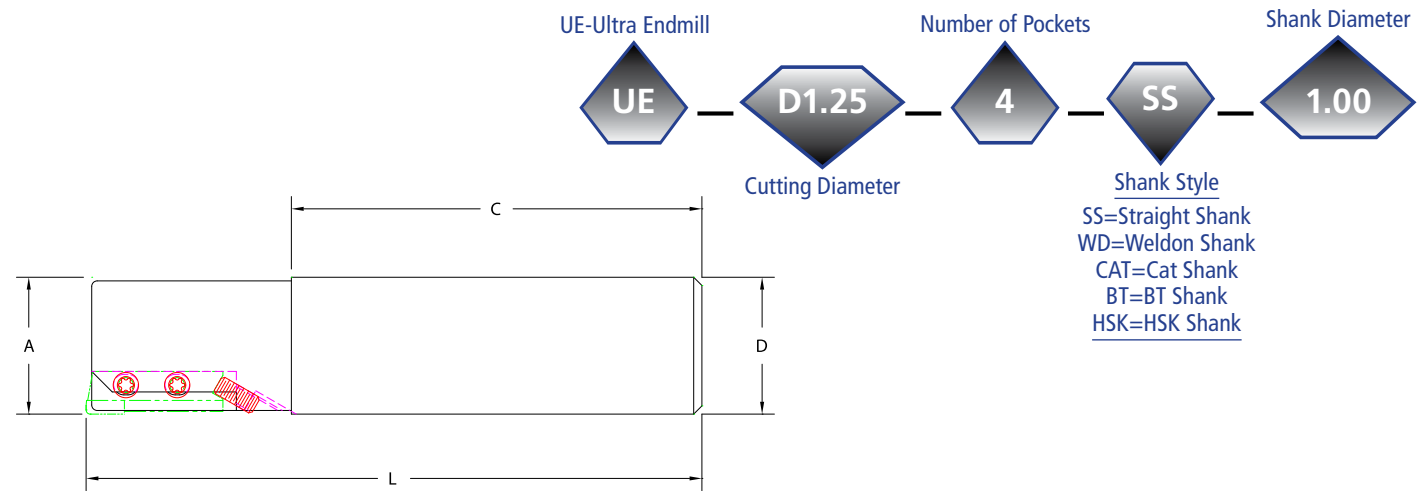 UE-Ultra Endmill
Number of Pockets
Shank Diameter
UE
D1.25
4
SS
1.00
Cutting Diameter
Shank Style
SS=Straight Shank
WD=Weldon Shank
CAT=Cat Shank
BT=BT Shank
HSK=HSK Shank
C
A
D
L